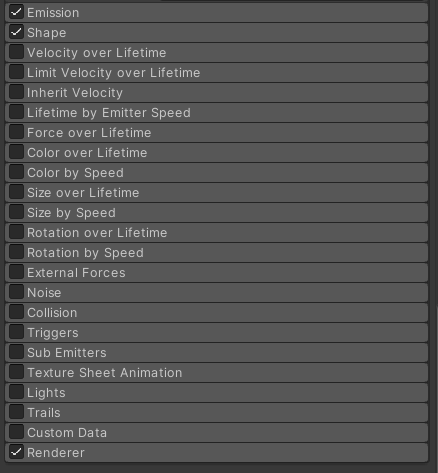 Emission
Shape
Velocity over Lifetime
Limit Velocity over Lifetime
Inherit Velocity
Lifetime by Emitter Speed
Force over Lifetime
Color over Lifetime
Color by Speed
Size over Lifetime
Size by Speed
Rotation over Lifetime
Rotation by Speed
External Forces
Noise
Collision
Triggers
Sub Emitters
Texture Sheet Animation
Lights
Trails
Custom Data
Renderer